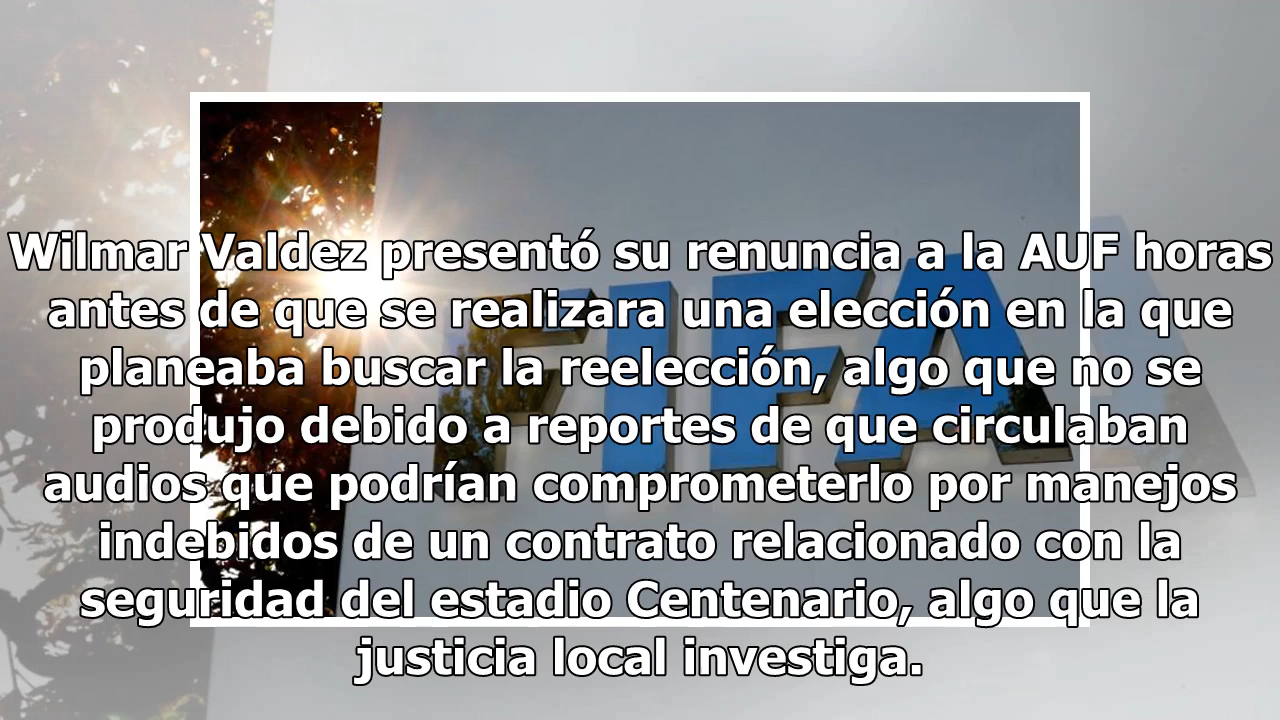 Wilmar Valdez presentó su renuncia a la AUF horas
antes de que se realizara una elección en la que
planeaba buscar la reelección, algo que no se
produjo debido a reportes de que circulaban
audios que podrían comprometerlo por manejos
indebidos de un contrato relacionado con la
seguridad del estadio Centenario, algo que la
justicia local investiga.
FIFA